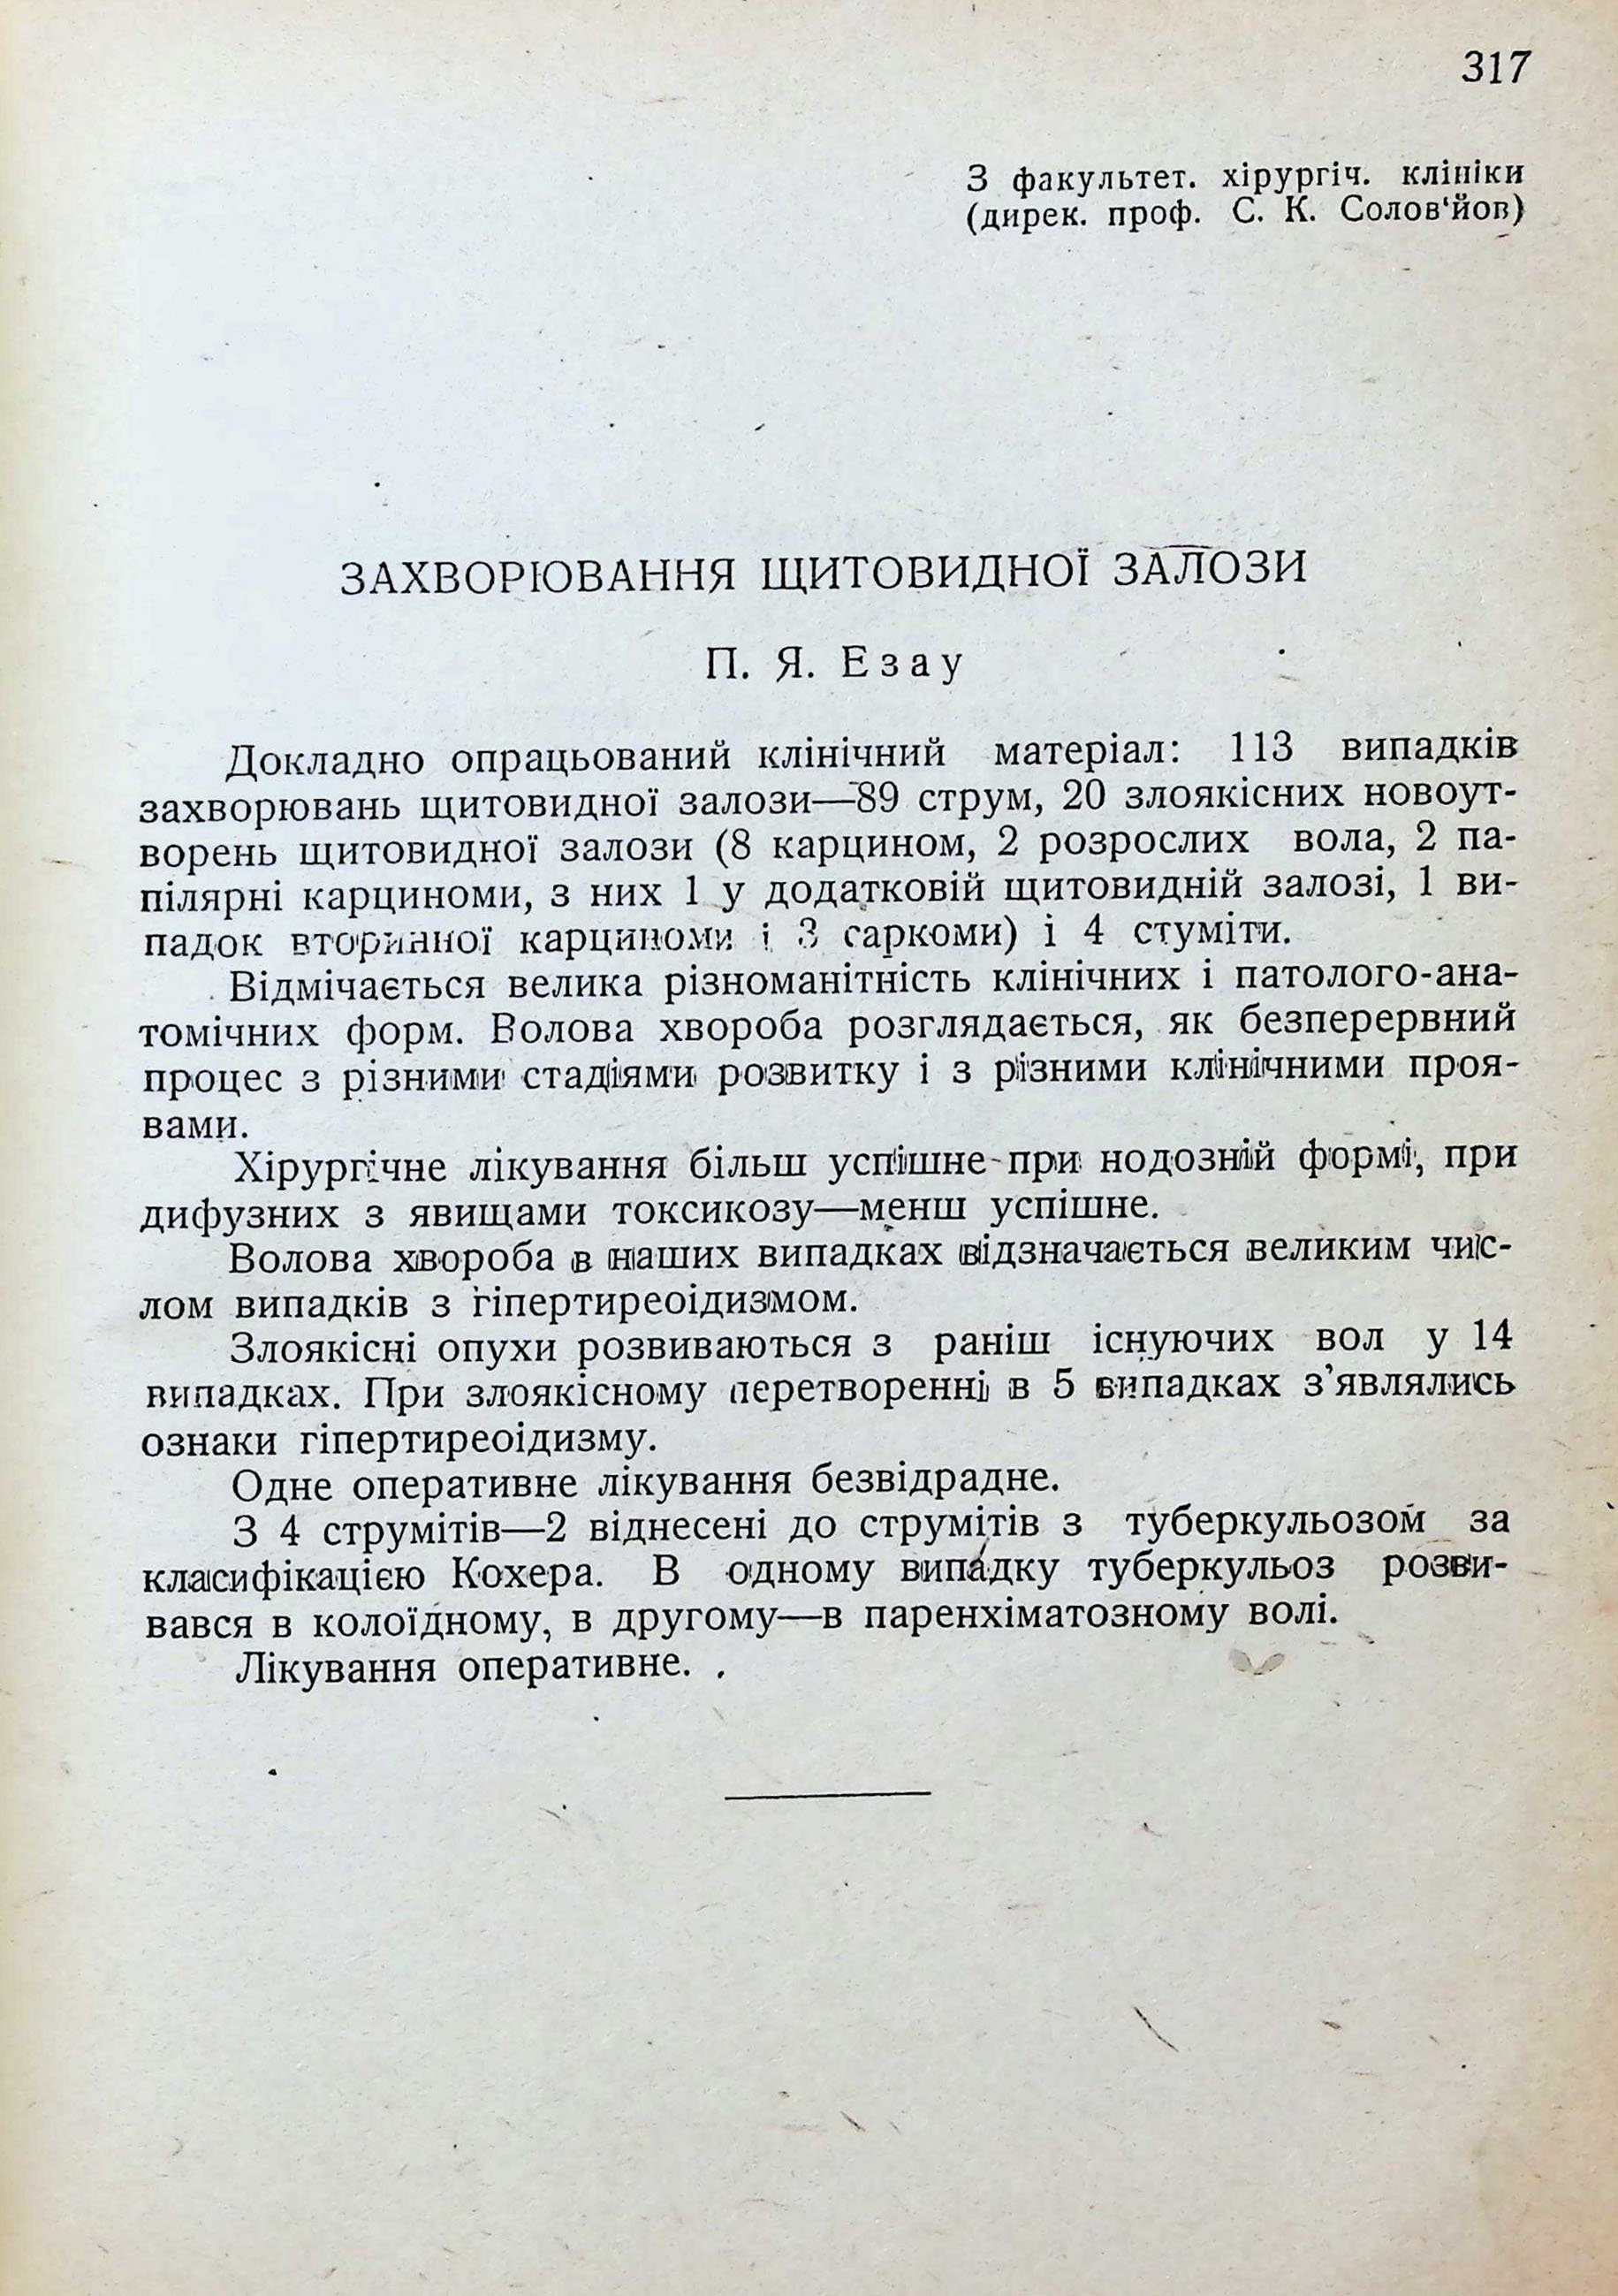 317
З факультет. хірургіч. клініки
(дирек. проф. С. К. Солов‘йов)
ЗАХВОРЮВАННЯ ЩИТОВИДНОЇ ЗАЛОЗИ
П. Я. Езау
Докладно опрацьований клінічний матеріал: 113 випадків
захворювань щитовидної залози—89 струм, 20 злоякісних новоут-
ворень щитовидної залози (8 карцином, 2 розрослих вола, 2 па-
пілярні карциноми, з них 1 у додатковій щитовидній залозі, 1 ви-
падок вторинної карциноми і 3 саркоми) і 4 стуміти.
Відмічається велика різноманітність клінічних і патолого-ана-
томічних форм. Волова хвороба розглядається, як безперервний
процес з різними стадіями розвитку і з різними клінічними проя-
вами.
Хірургічне лікування більш успішне при нодозній формі, при
дифузних з явищами токсикозу—менш успішне.
Волова хвороба в наших випадках відзначається великим чис-
лом випадків з гіпертиреоідизмом.
Злоякісні опухи розвиваються з раніш існуючих вол у 14
випадках. При злоякісному перетворенні в 5 випадках з’являлись
ознаки гіпертиреоідизму.
Одне оперативне лікування безвідрадне.
З 4 струмітів—2 віднесені до струмітів з туберкульозом за
класифікацією Кохера. В одному випадку туберкульоз розви-
вався в колоїдному, в другому—в паренхіматозному волі.
Лікування оперативне.